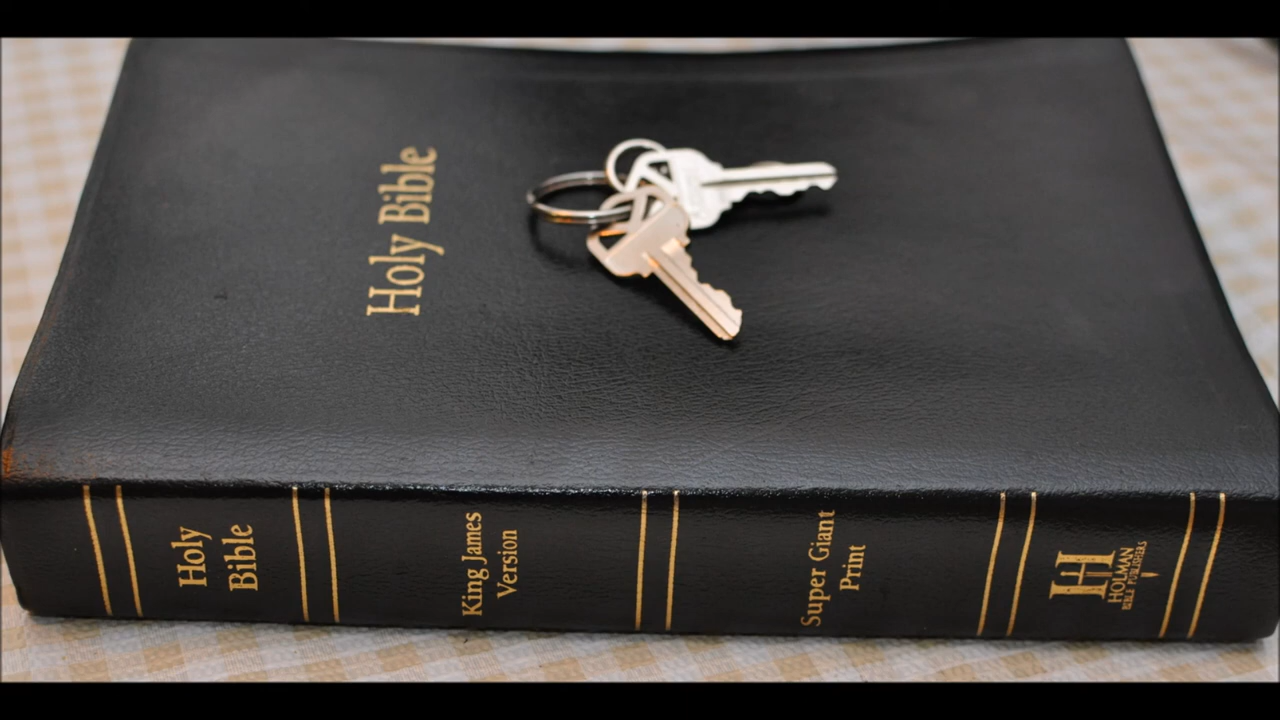 Holy Bible
Holy
Bible
King James
Version
Super Giant
Print
HOLMAN
BIBLE PUBLISHERS